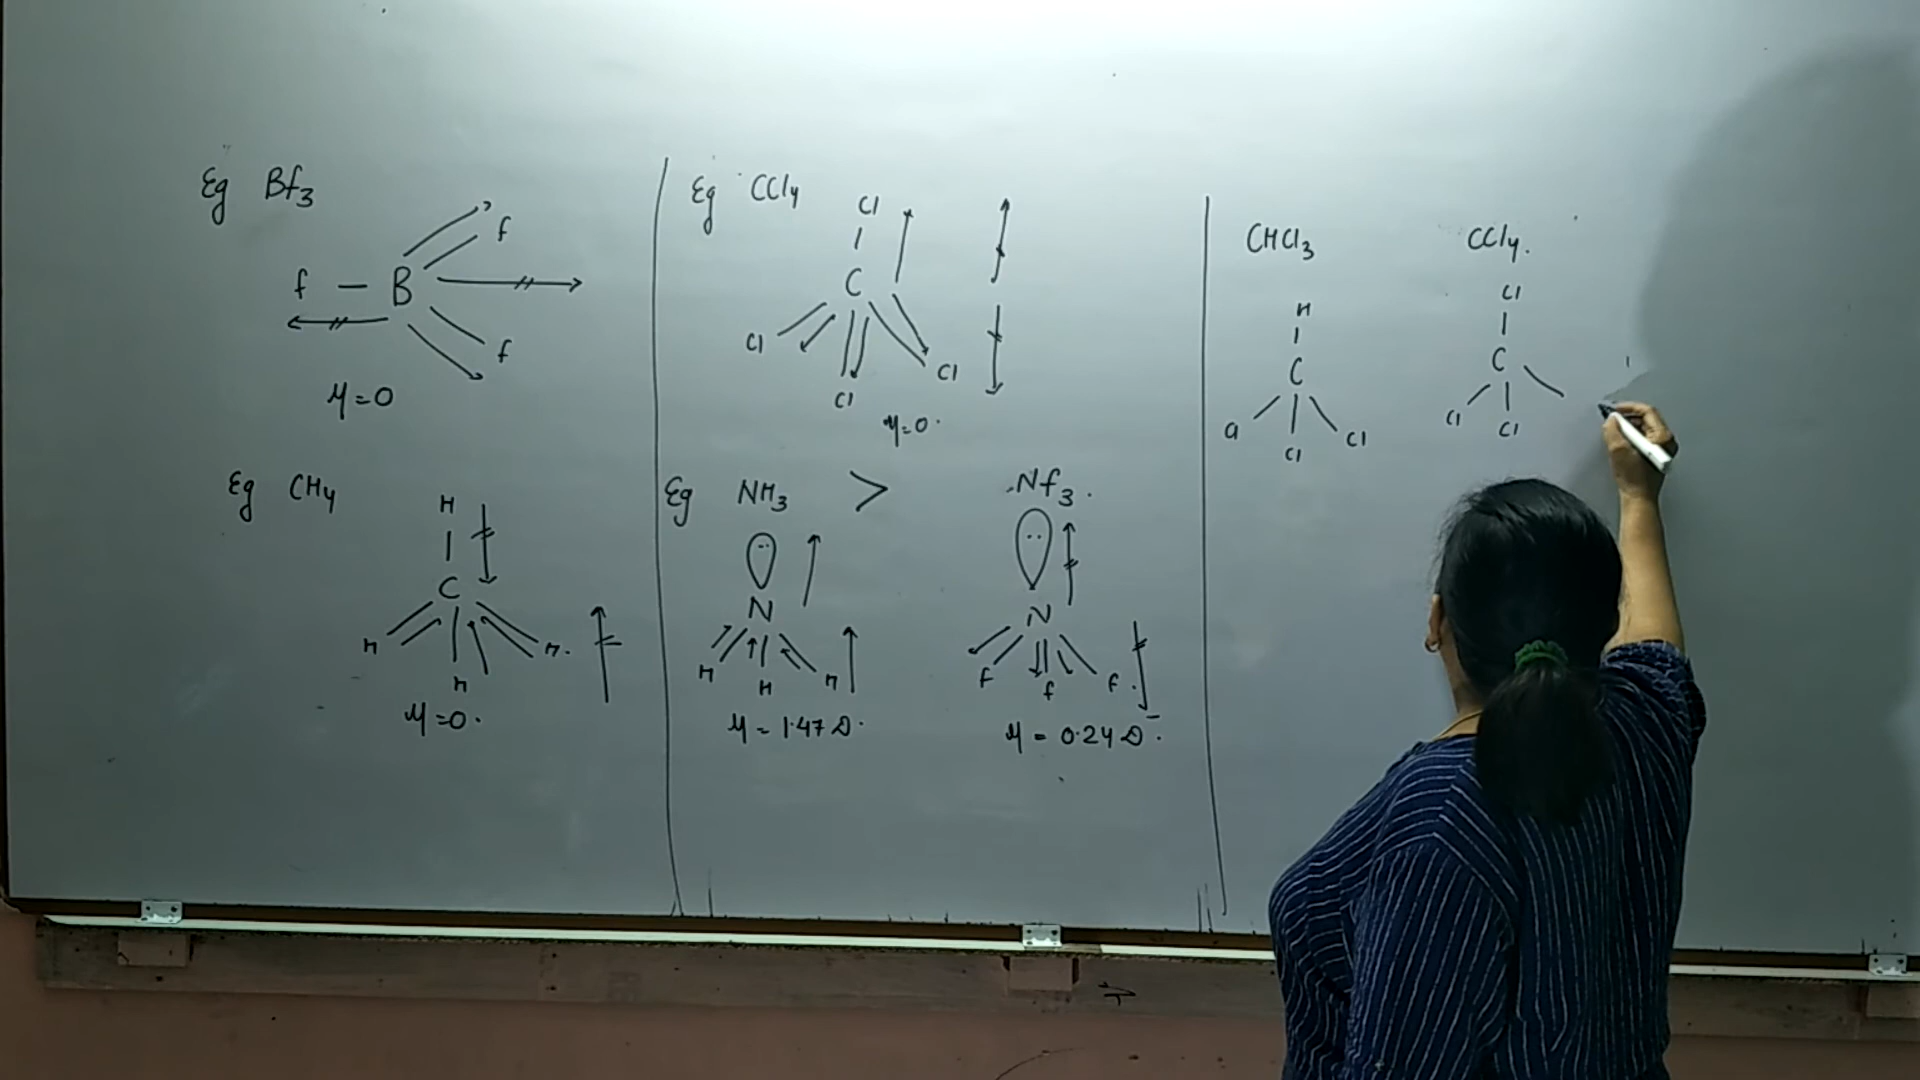 Eg Bf3
f
f — B
f
μ=0
Eg CH4
H
C
H
H.
H
μ=0.
Eg CCl4
Cl
C
Cl
Cl
Cl
μ=0.
Eg NH3 > Nf3.
N
H
H
H
μ = 1.47 D.
N
f
f
f.
μ = 0.24 D.
CHCl3
H
C
Cl
Cl
Cl
CCl4.
Cl
C
Cl
Cl